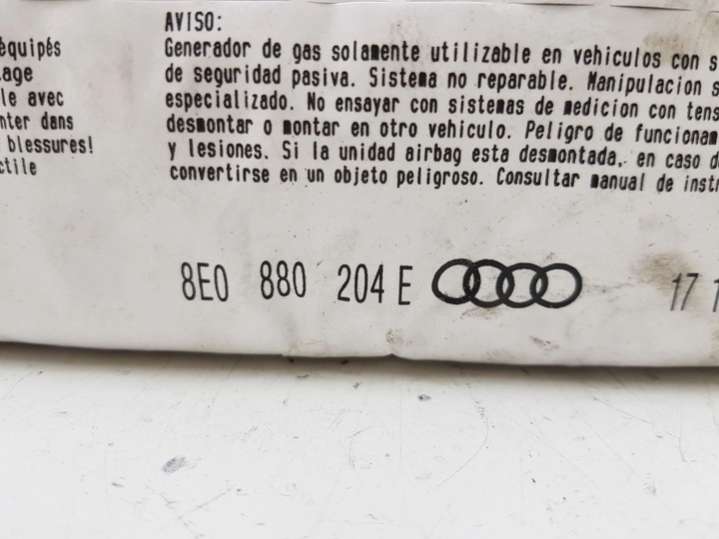 équipés
age
le avec
nter dans
blessures!
ctile
AVISO:
Generador de gas solamente utilizable en vehiculos con s
de seguridad pasiva. Sistema no reparable. Manipulacion s
especializado. No ensayar con sistemas de medicion con tens
desmontar o montar en otro vehiculo. Peligro de funcionam
y lesiones. Si la unidad airbag esta desmontada, en caso de
convertirse en un objeto peligroso. Consultar manual de instr
8E0 880 204 E
17 1